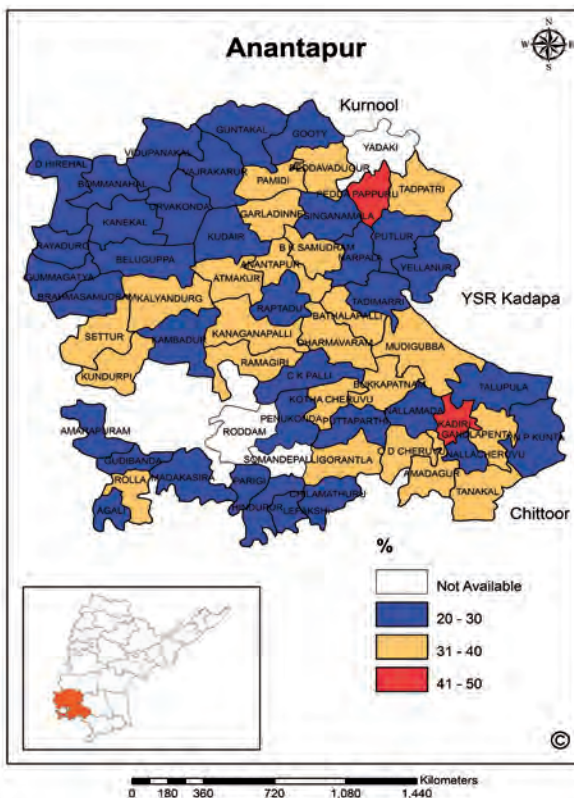 Anantapur
N
W E
S
Kurnool
GUNTAKAL
GOOTY
YADAKI
VIDUPANAKAL
D HIREHAL
PEDDAVADUGUR
BOMMANAHAL
VAJRAKARUR
PAMIDI
PEDDA PAPPURU
TADPATRI
URVAKONDA
GARLADINNE
SINGANAMALA
KANEKAL
KUDAIR
PUTLUR
RAYADURG
B K SAMUDRAM
NARPALA
BELUGUPPA
ANANTAPUR
YELLANUR
GUMMAGATTA
ATMAKUR
BRAHMASAMUDRAM
KALYANDURG
RAPTADU
TADIMARRI
YSR Kadapa
BATHALAPALLI
SETTUR
KANAGANAPALLI
KAMBADUR
DHARMAVARAM
MUDIGUBBA
RAMAGIRI
KUNDURPI
C K PALLI
BUKKAPATNAM
TALUPULA
KOTHA CHERUVU
NALLAMADA
AMARAPURAM
PENUKONDA
PUTTAPARTHI
KADIRI
RODDAM
GANDLAPENTA
N P KUNTA
GUDIBANDA
SOMANDEPALLI
GORANTLA
O D CHERUVU
NALLACHERUVU
ROLLA
MADAKASIRA
PARIGI
AMADAGUR
CHILAMATHURU
TANAKAL
AGALI
HINDUPUR
LEPAKSHI
Chittoor
%
Not Available
20 - 30
31 - 40
41 - 50
©
Kilometers
0 180 360 720 1,080 1,440